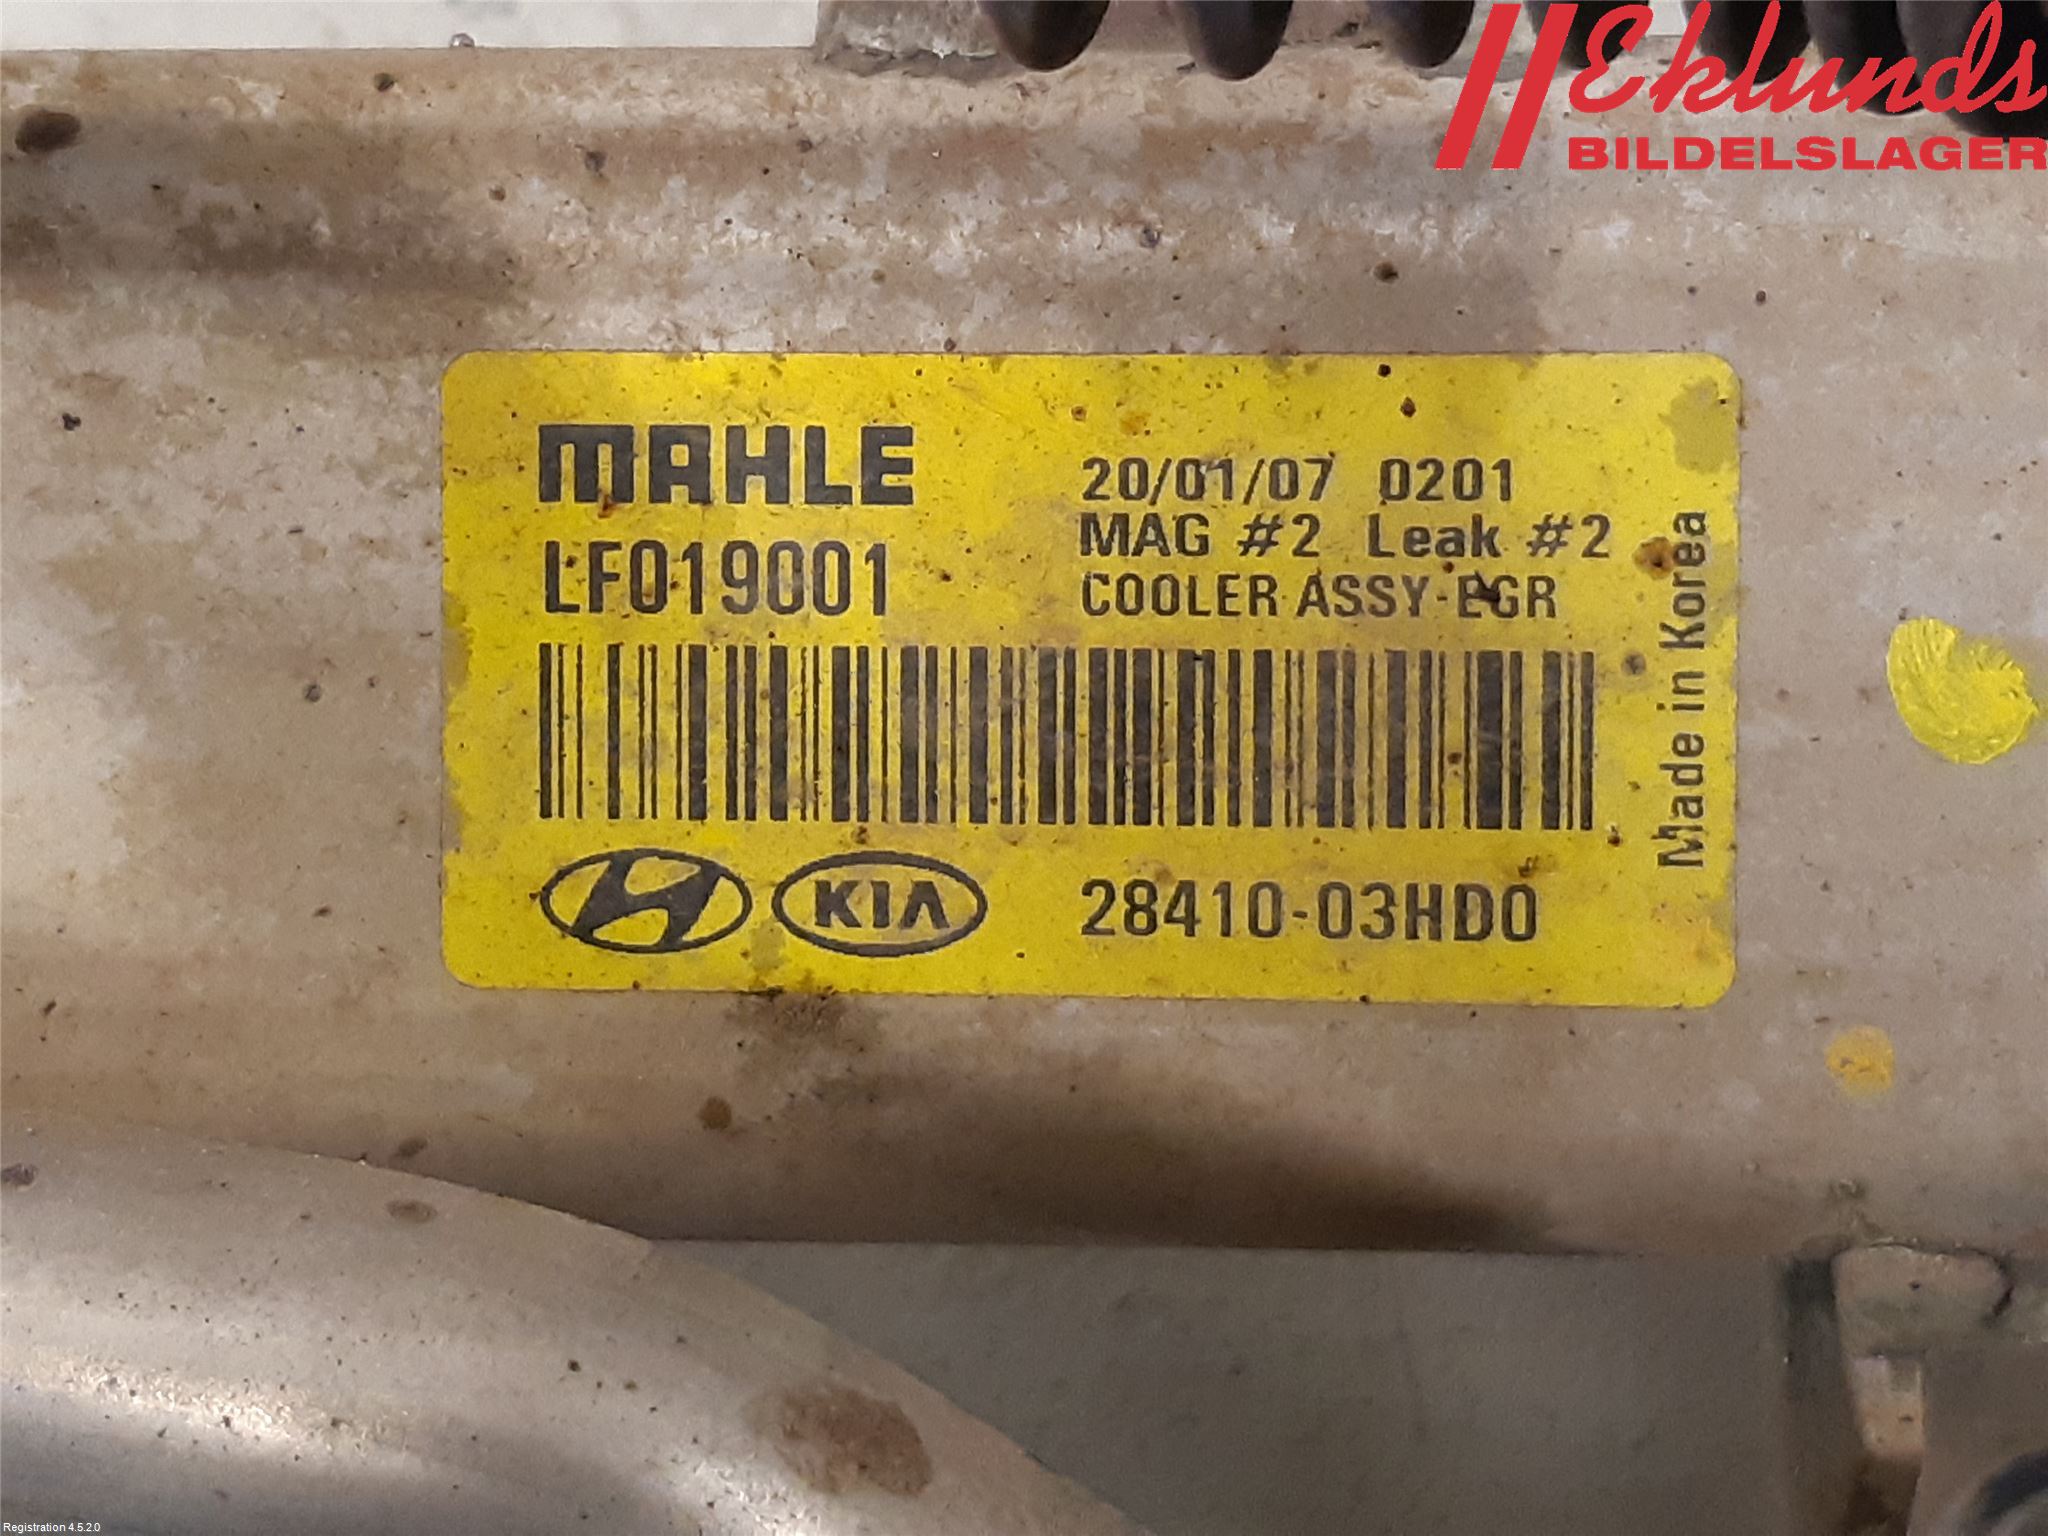 Eklunds
BILDELSLAGER
MAHLE
LF019001
20/01/07 0201
MAG #2 Leak #2
COOLER ASSY-EGR
Made in Korea
KIA
28410-03HD0
Registration 4.5.2.0